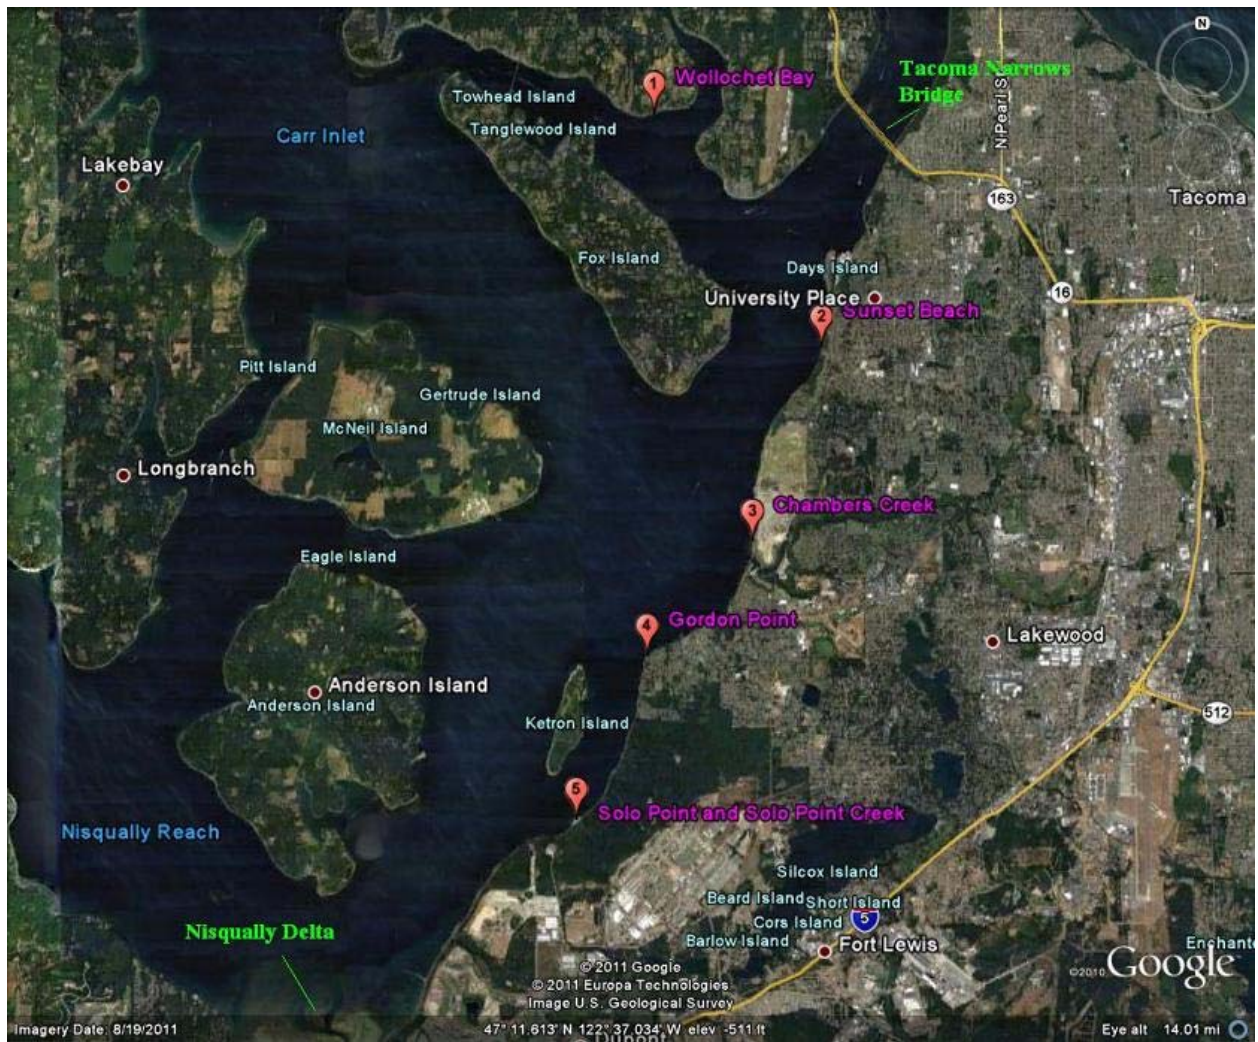 N
1
Wollochet Bay
Tacoma Narrows
Bridge
Towhead Island
Tanglewood Island
N Pearl S
Carr Inlet
Lakebay
163
Tacoma
Fox Island
Days Island
University Place
16
2
Sunset Beach
Pitt Island
Gertrude Island
McNeil Island
Longbranch
3
Chambers Creek
Eagle Island
4
Gordon Point
Lakewood
Anderson Island
Anderson Island
Ketron Island
512
5
Solo Point and Solo Point Creek
Nisqually Reach
Silcox Island
Beard Island
Short Island
Cors Island
5
Barlow Island
Fort Lewis
Nisqually Delta
Enchante
© 2011 Google
© 2011 Europa Technologies
Image U.S. Geological Survey
©2010 Google
Imagery Date: 8/19/2011
47° 11.613' N 122° 37.034' W elev -511 ft
Eye alt 14.01 mi
Dupont